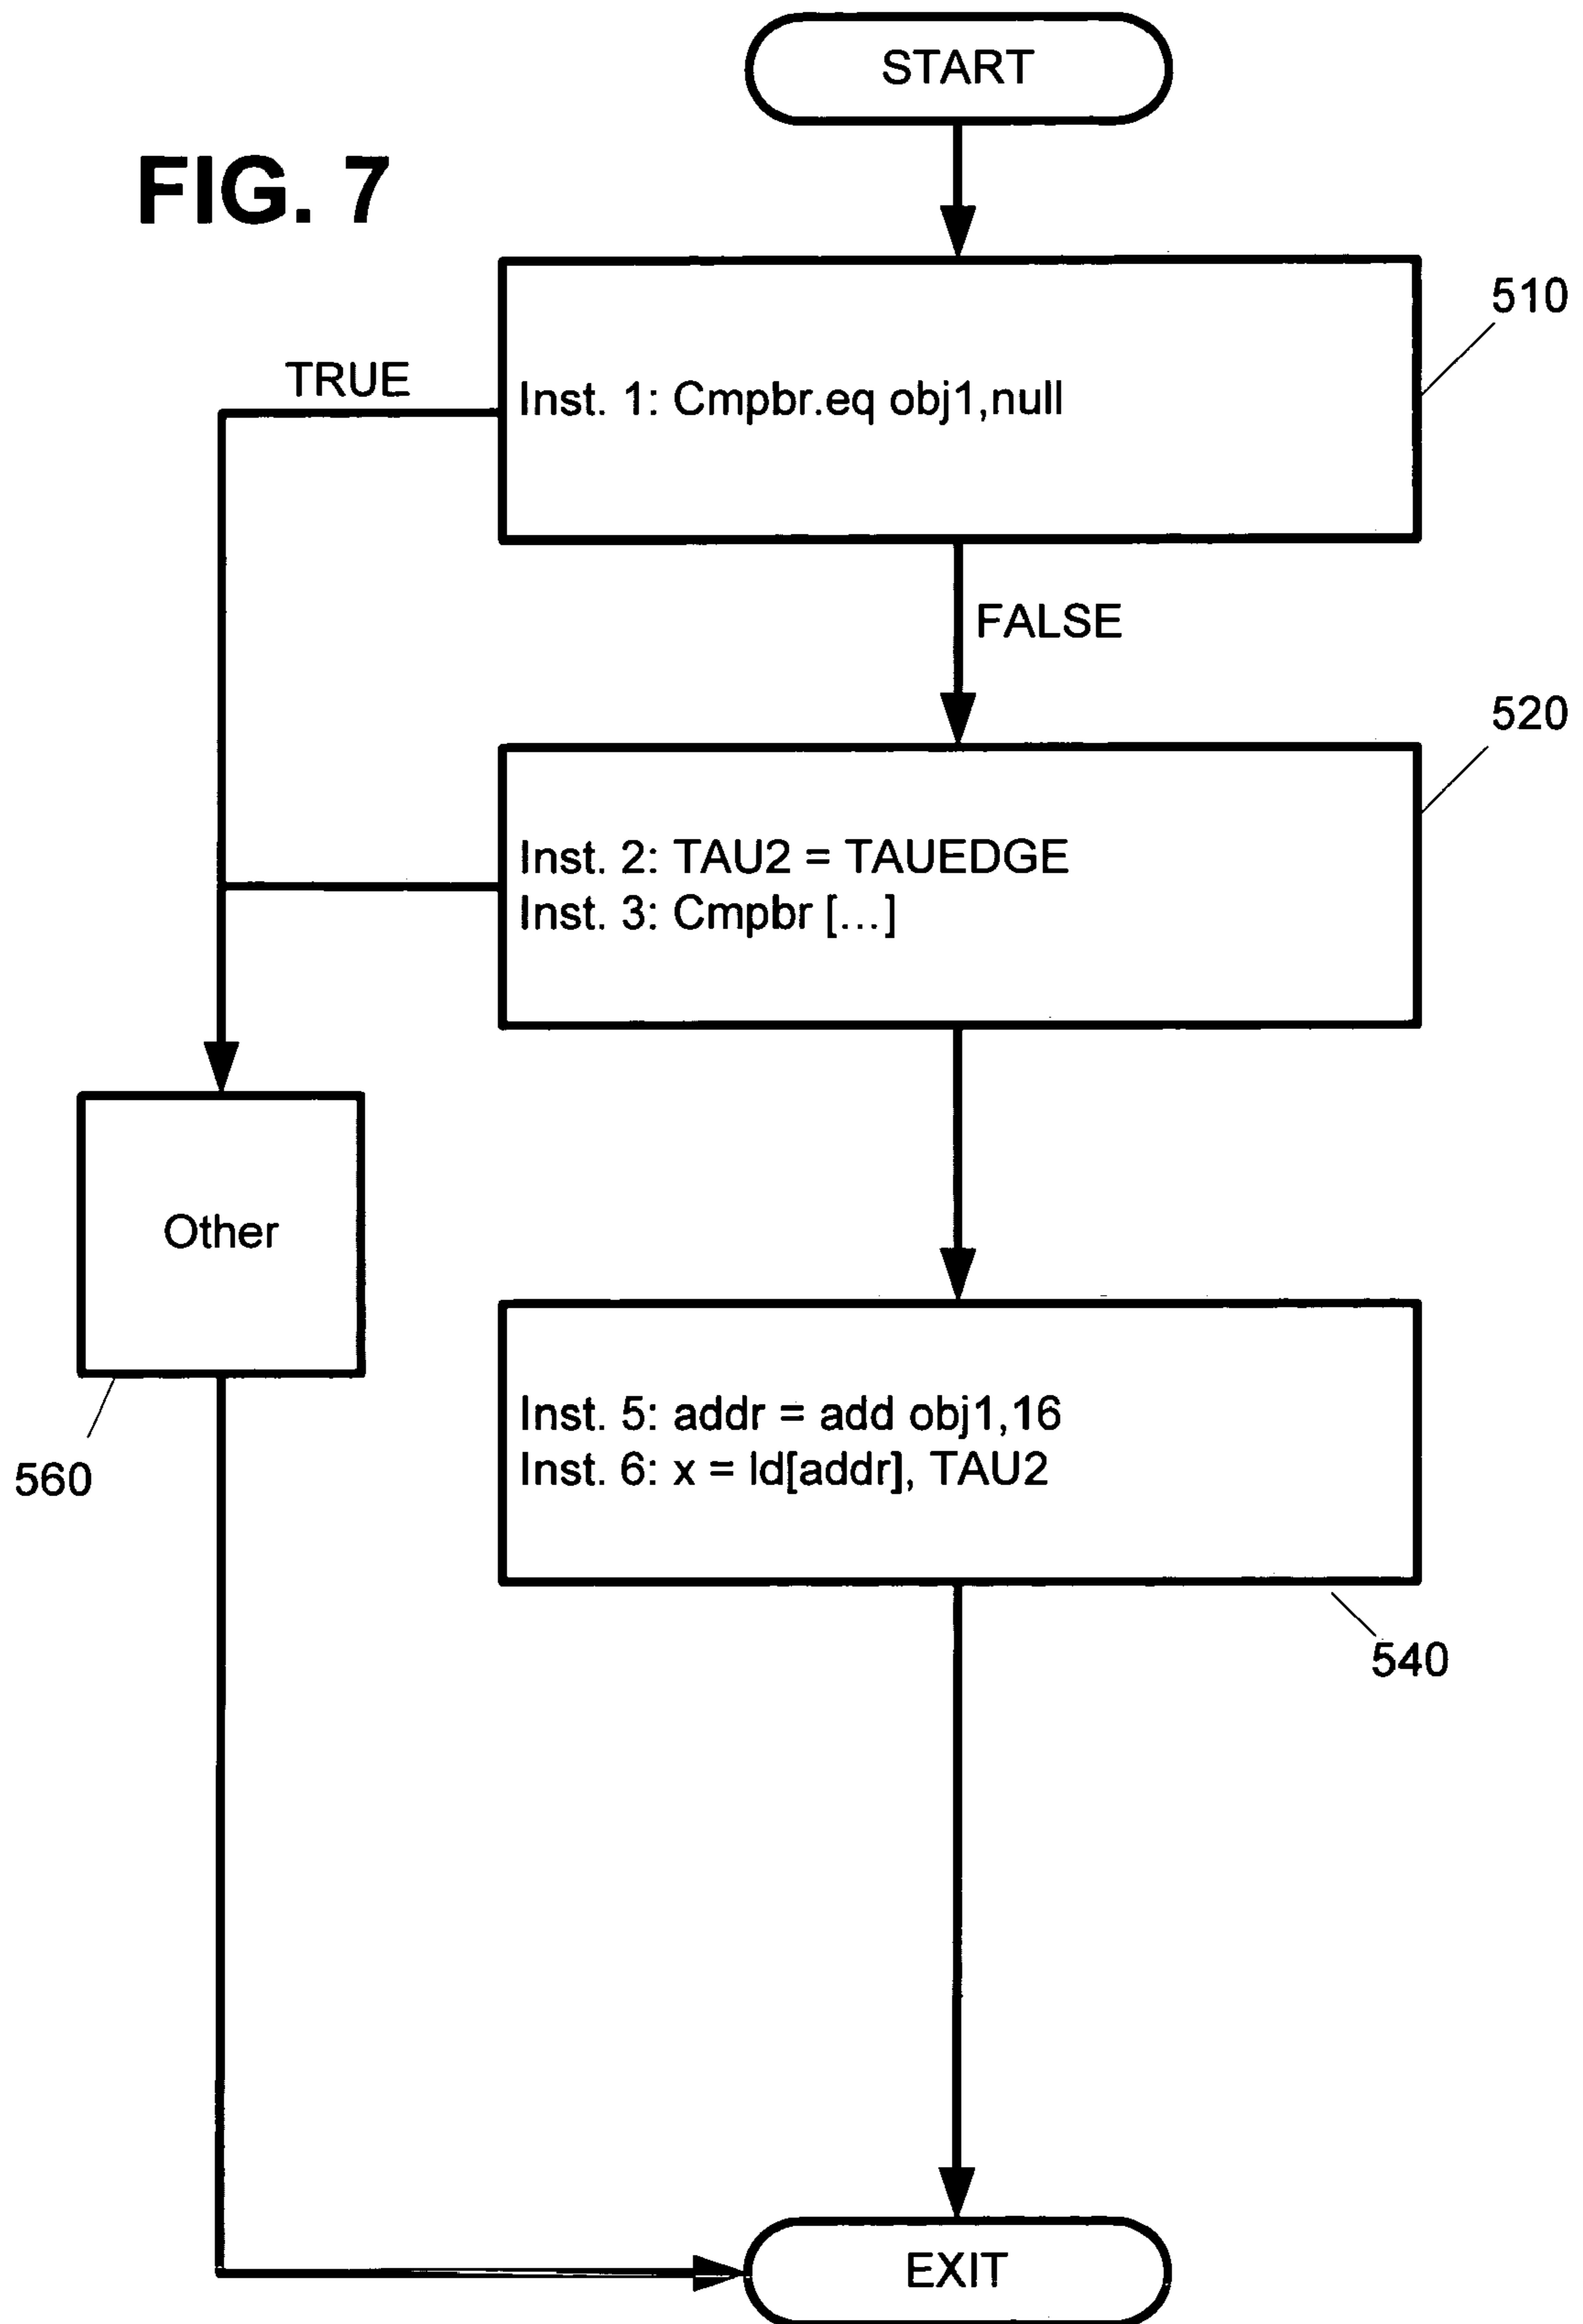 START
FIG. 7
510
TRUE
Inst. 1: Cmpbr.eq obj1,null
FALSE
520
Inst. 2: TAU2 = TAUEDGE
Inst. 3: Cmpbr [...]
Other
Inst. 5: addr = add obj1,16
Inst. 6: x = ld[addr], TAU2
560
540
EXIT